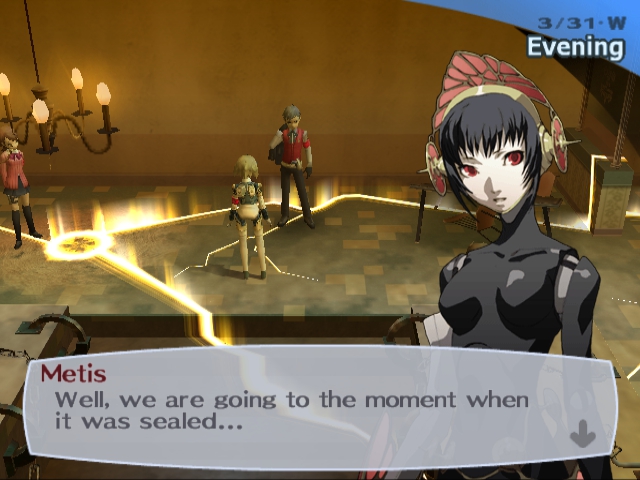 3/31・W
Evening
Metis
Well, we are going to the moment when
it was sealed...